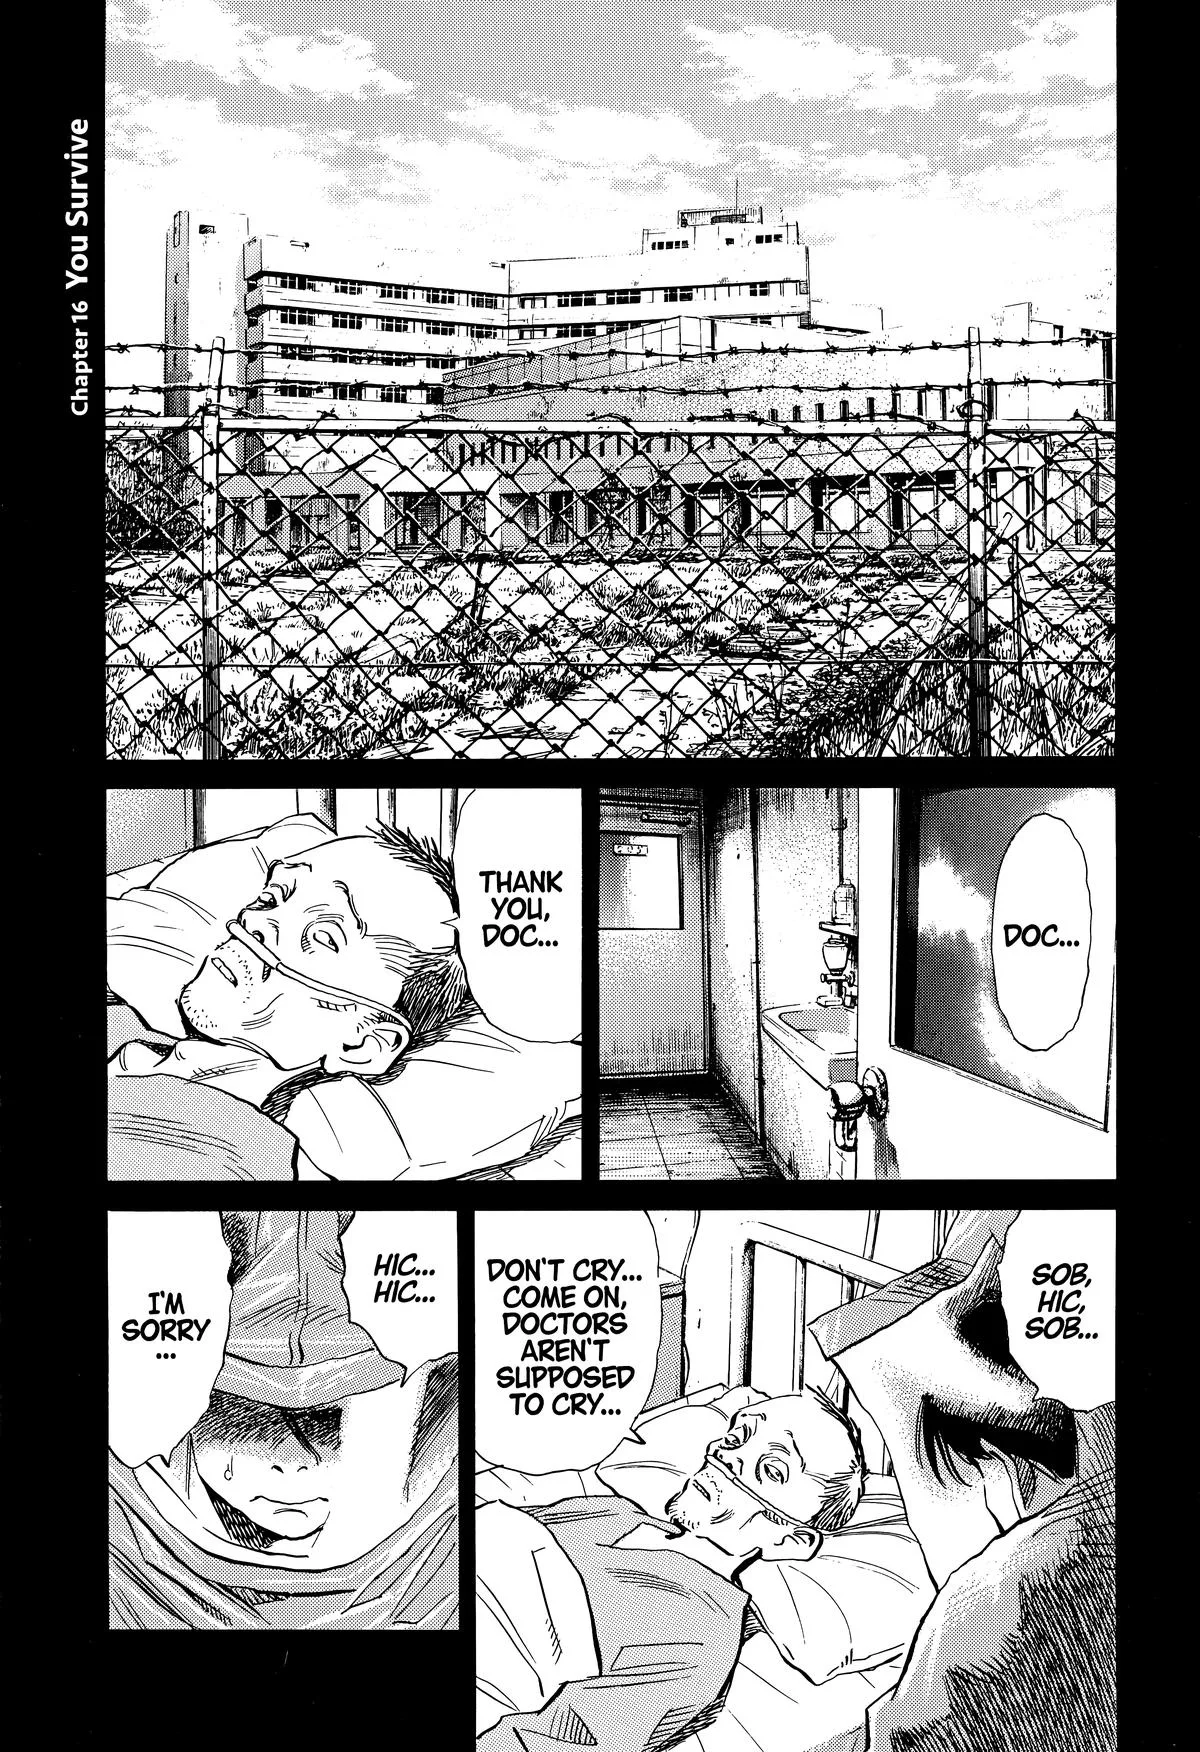 Chapter 16 You Survive
DOC...
THANK
YOU,
DOC...
SOB,
HIC,
SOB...
DON'T CRY...
COME ON,
DOCTORS
AREN'T
SUPPOSED
TO CRY...
HIC...
HIC...
I'M
SORRY
...